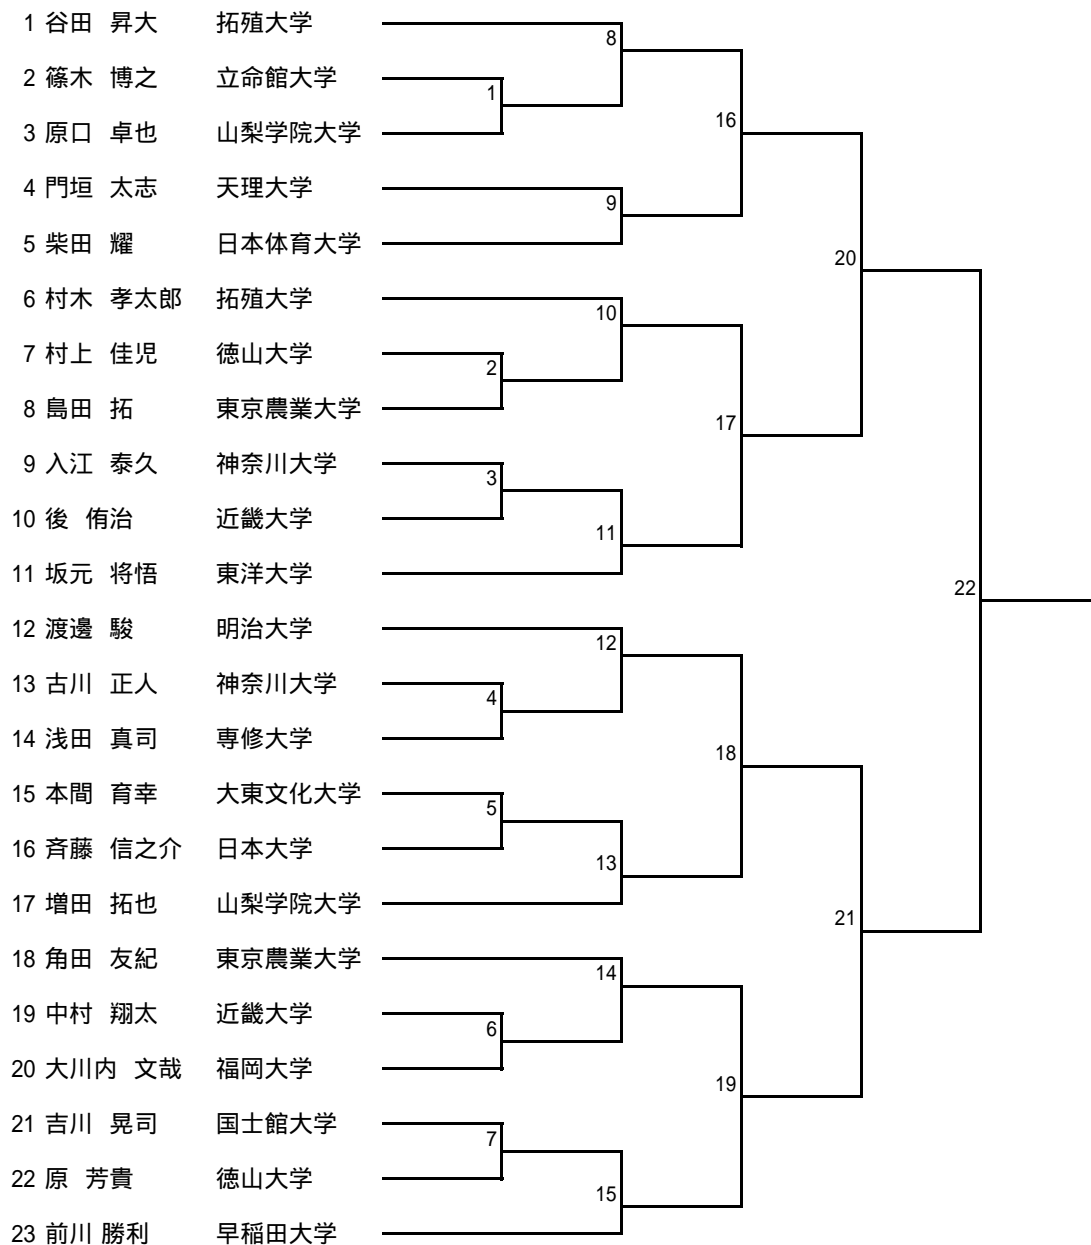 1 谷田 昇大 拓殖大学
8
2 篠木 博之 立命館大学
1
16
3 原口 卓也 山梨学院大学
4 門垣 太志 天理大学
9
5 柴田 耀 日本体育大学
20
6 村木 孝太郎 拓殖大学
10
7 村上 佳児 徳山大学
2
8 島田 拓 東京農業大学
17
9 入江 泰久 神奈川大学
3
10 後 侑治 近畿大学
11
11 坂元 将悟 東洋大学
22
12 渡邊 駿 明治大学
12
13 古川 正人 神奈川大学
4
14 浅田 真司 専修大学
18
15 本間 育幸 大東文化大学
5
16 斉藤 信之介 日本大学
13
17 増田 拓也 山梨学院大学
21
18 角田 友紀 東京農業大学
14
19 中村 翔太 近畿大学
6
20 大川内 文哉 福岡大学
19
21 吉川 晃司 国士館大学
7
22 原 芳貴 徳山大学
15
23 前川 勝利 早稲田大学